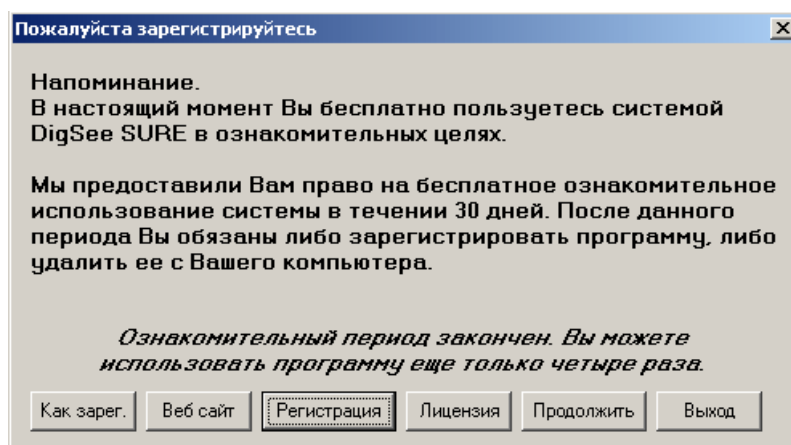 Пожалуйста зарегистрируйтесь
Напоминание.
В настоящий момент Вы бесплатно пользуетесь системой
DigSee SURE в ознакомительных целях.
Мы предоставили Вам право на бесплатное ознакомительное
использование системы в течении 30 дней. После данного
периода Вы обязаны либо зарегистрировать программу, либо
удалить ее с Вашего компьютера.
Ознакомительный период закончен. Вы можете
использовать программу еще только четыре раза.
Как зарег. Веб сайт Регистрация Лицензия Продолжить Выход